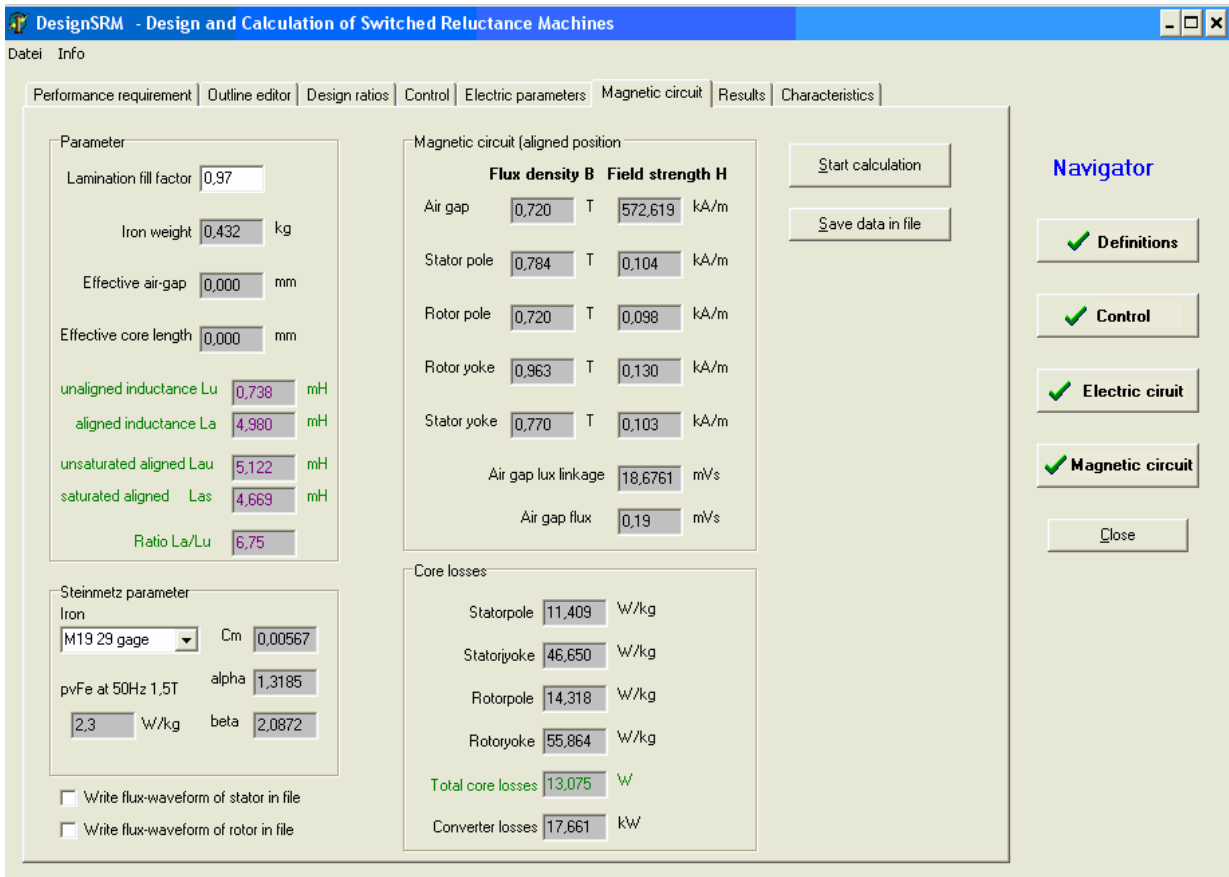 DesignSRM - Design and Calculation of Switched Reluctance Machines
Datei Info
Performance requirement Outline editor Design ratios Control Electric parameters Magnetic circuit Results Characteristics
Parameter
Lamination fill factor 0,97
Iron weight 0,432 kg
Effective air-gap 0,000 mm
Effective core length 0,000 mm
unaligned inductance Lu 0,738 mH
aligned inductance La 4,980 mH
unsaturated aligned Lau 5,122 mH
saturated aligned Las 4,669 mH
Ratio La/Lu 6,75
Steinmetz parameter
Iron
M19 29 gage Cm 0,00567
pvFe at 50Hz 1,5T alpha 1,3185
2,3 W/kg beta 2,0872
Write flux-waveform of stator in file
Write flux-waveform of rotor in file
Magnetic circuit (aligned position
Flux density B Field strength H
Air gap 0,720 T 572,619 kA/m
Stator pole 0,784 T 0,104 kA/m
Rotor pole 0,720 T 0,098 kA/m
Rotor yoke 0,963 T 0,130 kA/m
Stator yoke 0,770 T 0,103 kA/m
Air gap lux linkage 18,6761 mVs
Air gap flux 0,19 mVs
Core losses
Statorpole 11,409 W/kg
Statorjyoke 46,650 W/kg
Rotorpole 14,318 W/kg
Rotoryoke 55,864 W/kg
Total core losses 13,075 W
Converter losses 17,661 kW
Start calculation
Save data in file
Navigator
Definitions
Control
Electric ciruit
Magnetic circuit
Close